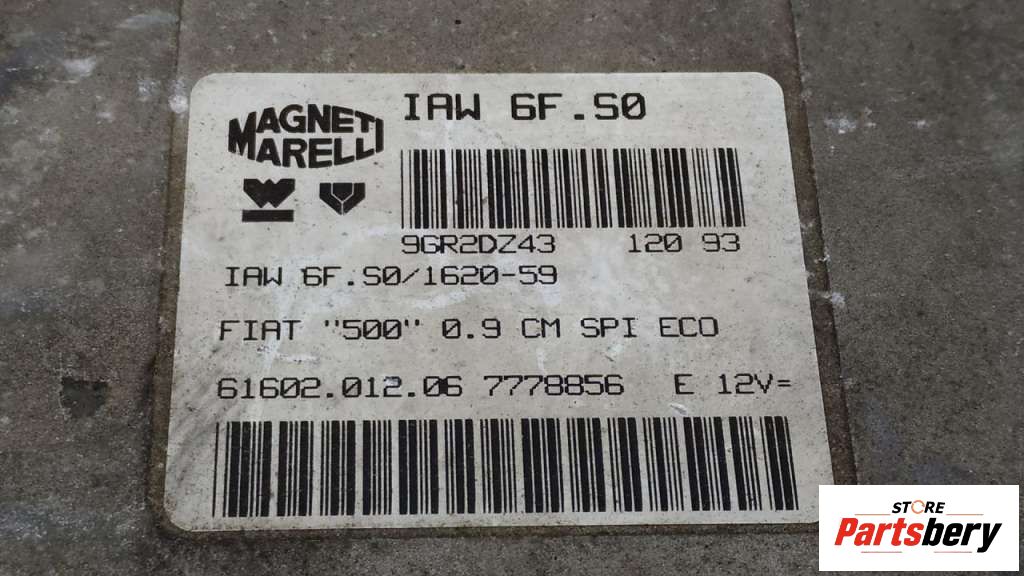 MAGNETI
MARELLI
IAW 6F.S0
9GR2DZ43 120 93
IAW 6F.S0/1620-59
FIAT "500" 0.9 CM SPI ECO
61602.012.06 7778856 E 12V=
STORE
Partsbery